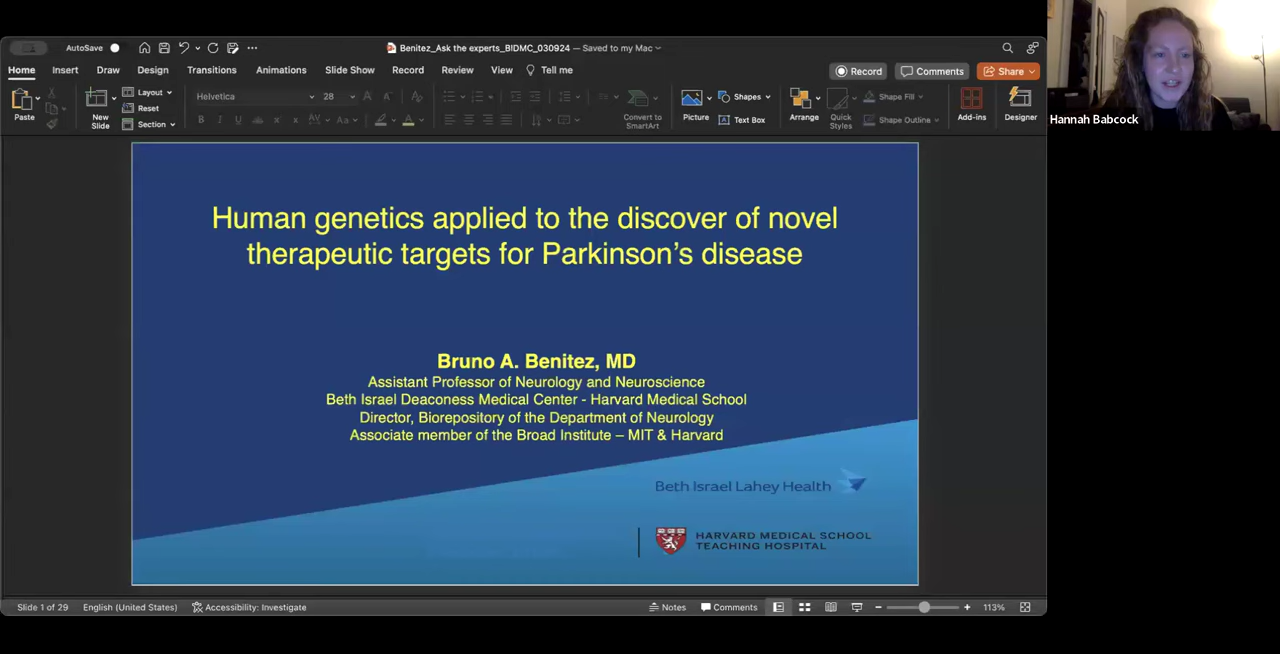 AutoSave
Benitez_Ask the experts_BIDMC_030924 — Saved to my Mac
Home Insert Draw Design Transitions Animations Slide Show Record Review View Tell me
Record Comments Share
Paste
New Slide
Layout
Reset
Section
Helvetica 28
B I U
Aa
A
Convert to SmartArt
Picture
Shapes
Text Box
Arrange
Quick Styles
Shape Fill
Shape Outline
Add-ins
Designer
Hannah Babcock
Human genetics applied to the discover of novel
therapeutic targets for Parkinson's disease
Bruno A. Benitez, MD
Assistant Professor of Neurology and Neuroscience
Beth Israel Deaconess Medical Center - Harvard Medical School
Director, Biorepository of the Department of Neurology
Associate member of the Broad Institute – MIT & Harvard
Beth Israel Lahey Health
HARVARD MEDICAL SCHOOL
TEACHING HOSPITAL
Slide 1 of 29 English (United States) Accessibility: Investigate Notes Comments 113%